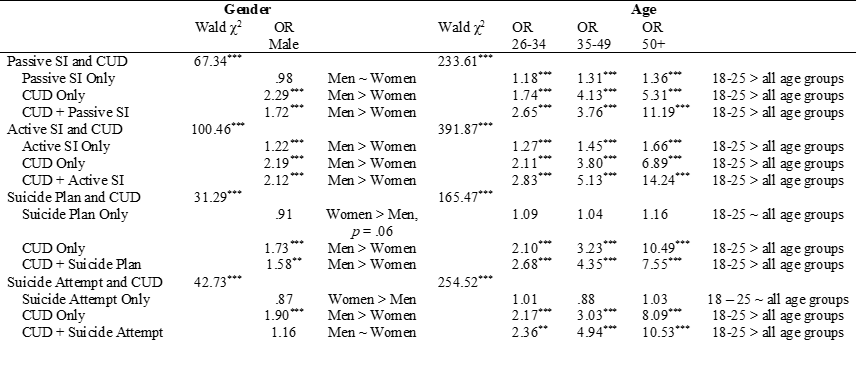 Gender Age
Wald χ² OR Wald χ² OR OR OR
Male 26-34 35-49 50+
Passive SI and CUD 67.34*** 233.61***
Passive SI Only .98 Men ~ Women 1.18*** 1.31*** 1.36*** 18-25 > all age groups
CUD Only 2.29*** Men > Women 1.74*** 4.13*** 5.31*** 18-25 > all age groups
CUD + Passive SI 1.72*** Men > Women 2.65*** 3.76*** 11.19*** 18-25 > all age groups
Active SI and CUD 100.46*** 391.87***
Active SI Only 1.22*** Men > Women 1.27*** 1.45*** 1.66*** 18-25 > all age groups
CUD Only 2.19*** Men > Women 2.11*** 3.80*** 6.89*** 18-25 > all age groups
CUD + Active SI 2.12*** Men > Women 2.83*** 5.13*** 14.24*** 18-25 > all age groups
Suicide Plan and CUD 31.29*** 165.47***
Suicide Plan Only .91 Women > Men, 1.09 1.04 1.16 18-25 ~ all age groups
p = .06
CUD Only 1.73*** Men > Women 2.10*** 3.23*** 10.49*** 18-25 > all age groups
CUD + Suicide Plan 1.58** Men > Women 2.68*** 4.35*** 7.55*** 18-25 > all age groups
Suicide Attempt and CUD 42.73*** 254.52***
Suicide Attempt Only .87 Women > Men 1.01 .88 1.03 18 – 25 ~ all age groups
CUD Only 1.90*** Men > Women 2.17*** 3.03*** 8.09*** 18-25 > all age groups
CUD + Suicide Attempt 1.16 Men ~ Women 2.36** 4.94*** 10.53*** 18-25 > all age groups